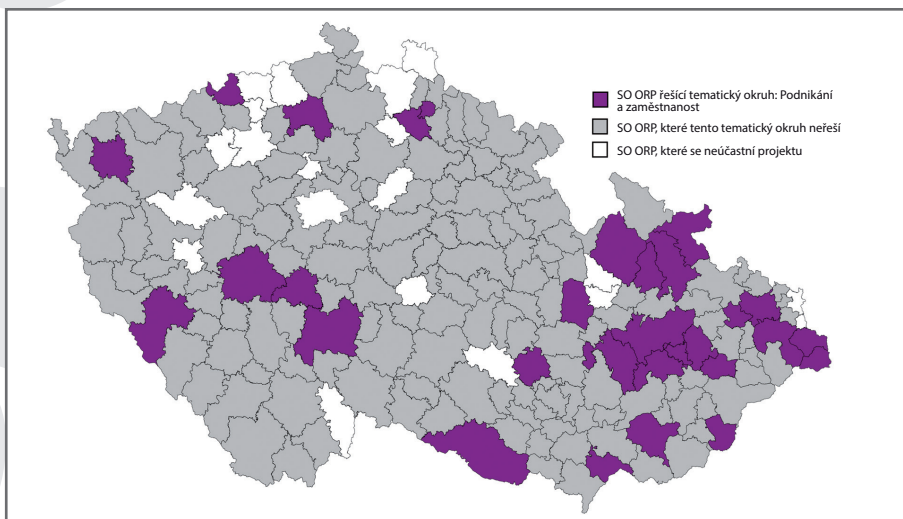 SO ORP řešící tematický okruh: Podnikání
a zaměstnanost
SO ORP, které tento tematický okruh neřeší
SO ORP, které se neúčastní projektu